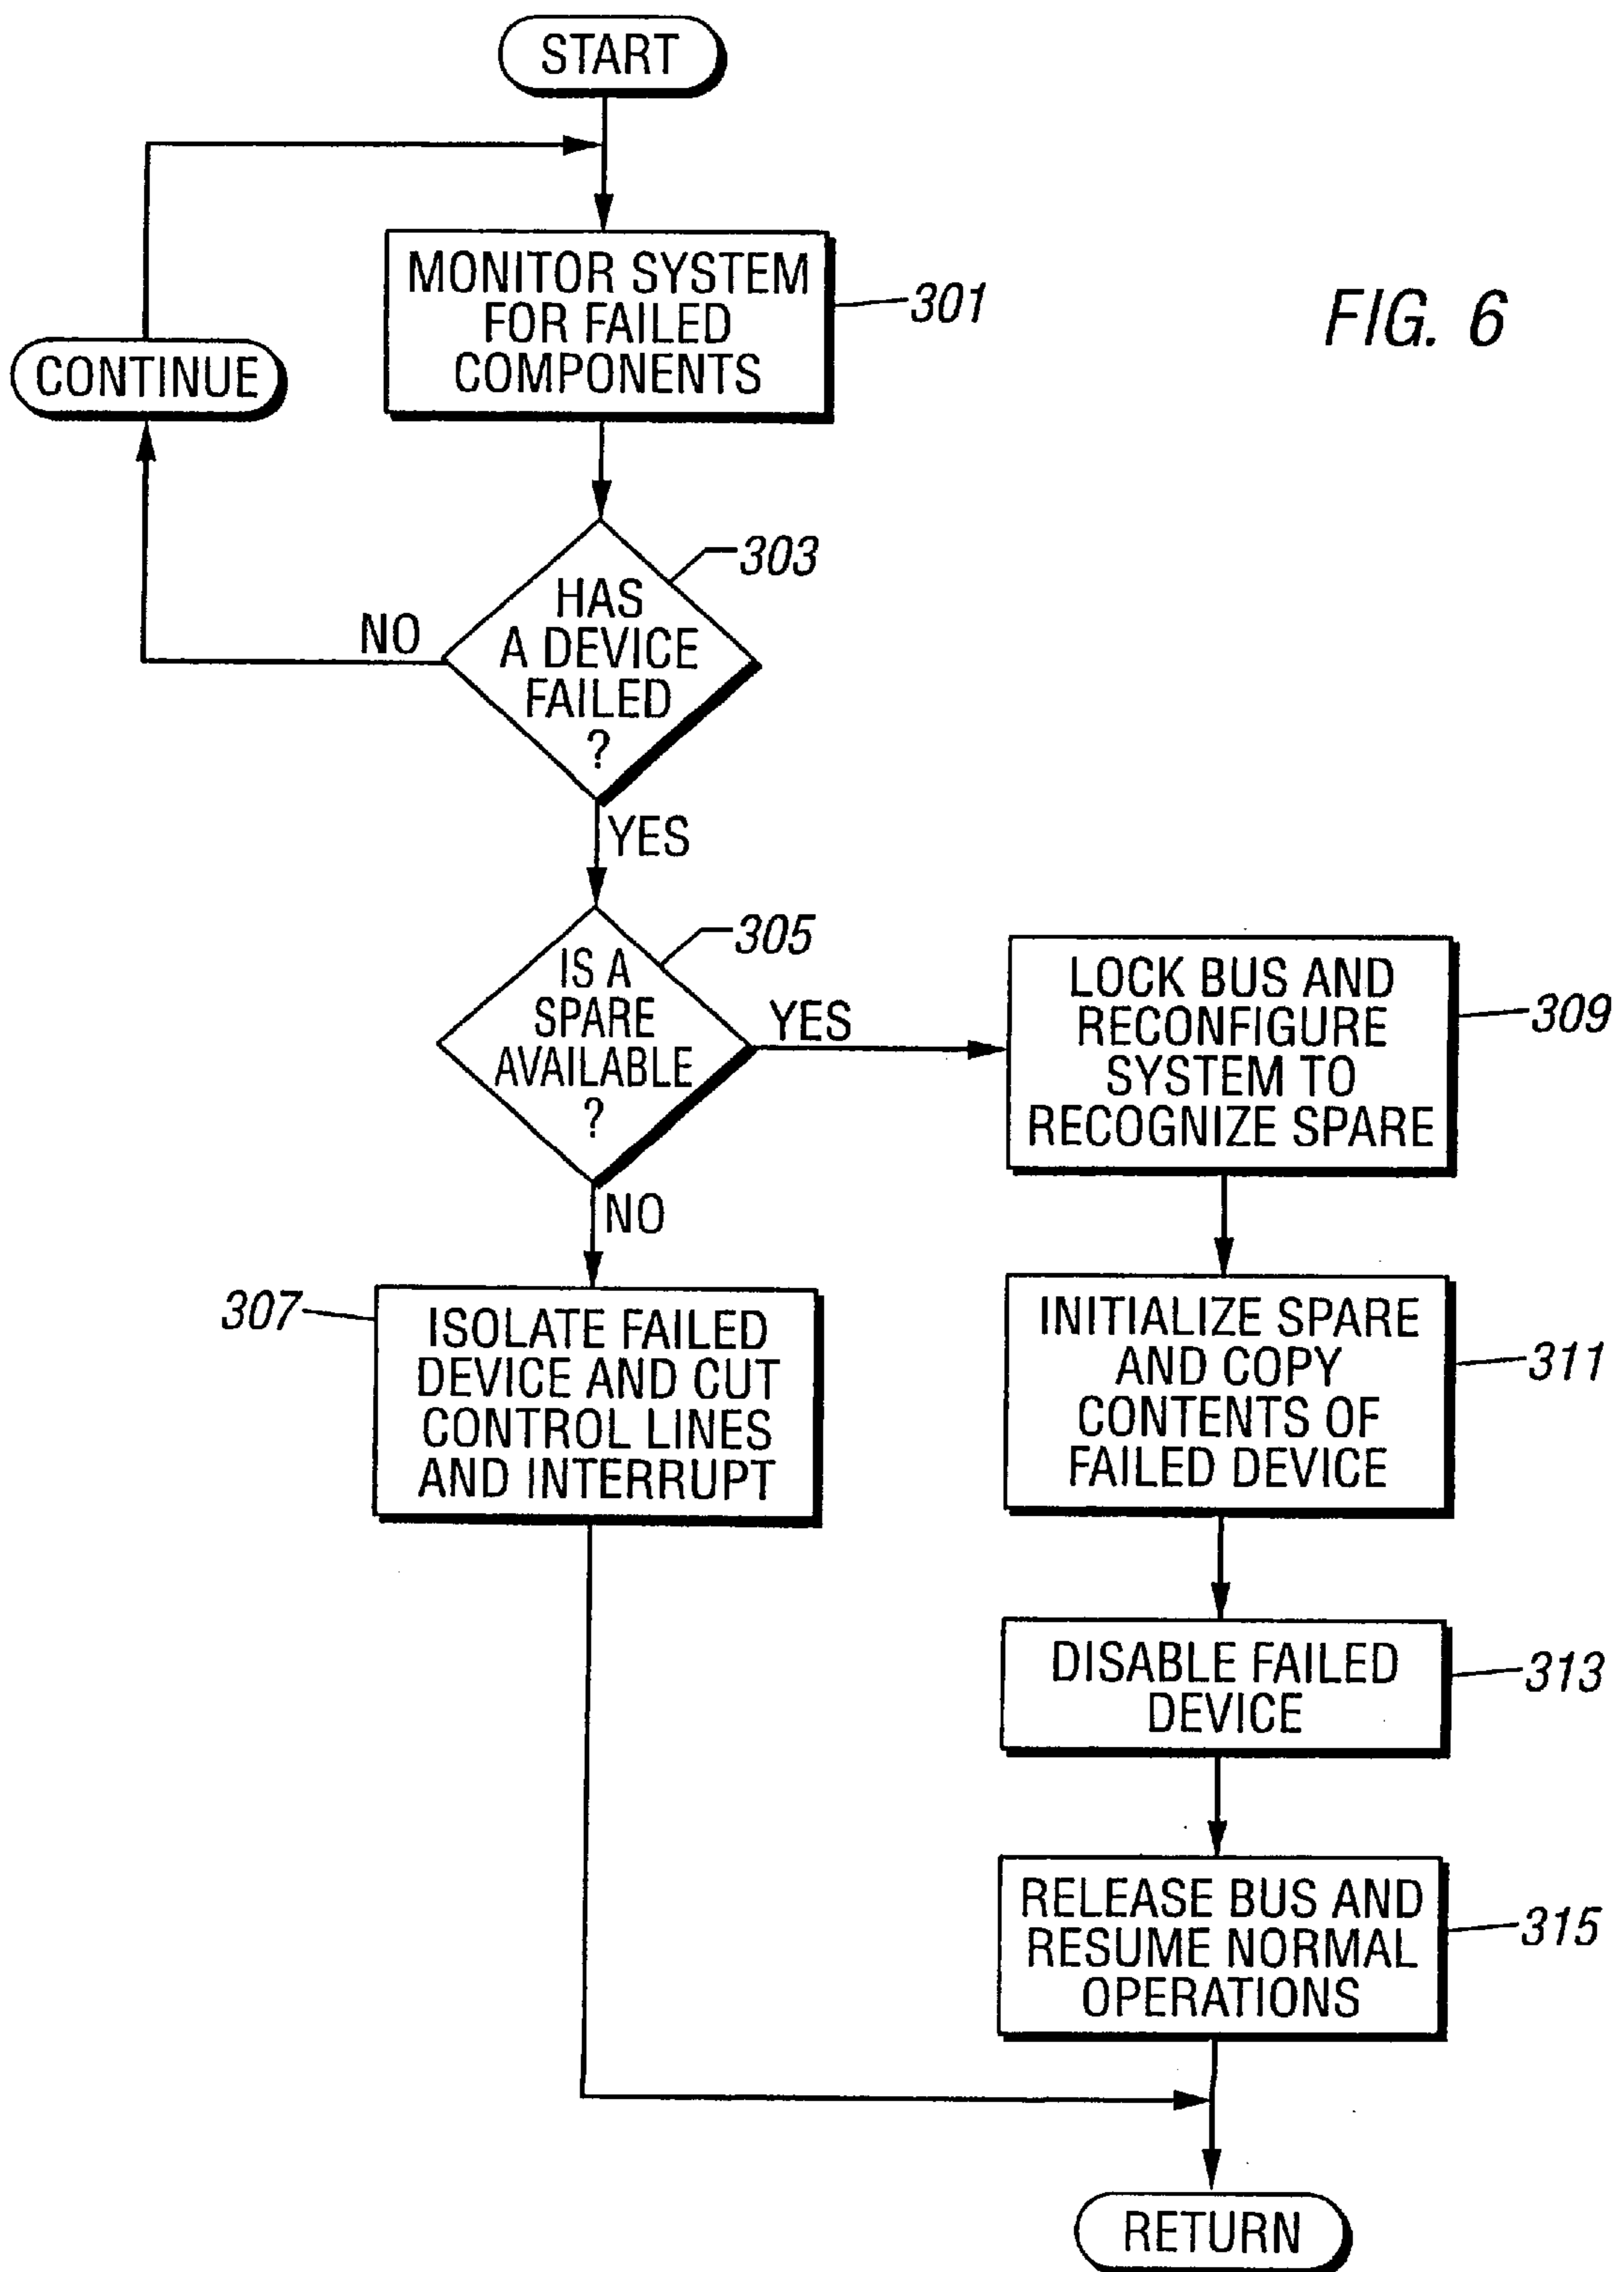 START
MONITOR SYSTEM
FOR FAILED
COMPONENTS
301
FIG. 6
CONTINUE
303
HAS
A DEVICE
FAILED
?
NO
YES
305
IS A
SPARE
AVAILABLE
?
YES
NO
LOCK BUS AND
RECONFIGURE
SYSTEM TO
RECOGNIZE SPARE
309
307
ISOLATE FAILED
DEVICE AND CUT
CONTROL LINES
AND INTERRUPT
INITIALIZE SPARE
AND COPY
CONTENTS OF
FAILED DEVICE
311
DISABLE FAILED
DEVICE
313
RELEASE BUS AND
RESUME NORMAL
OPERATIONS
315
RETURN